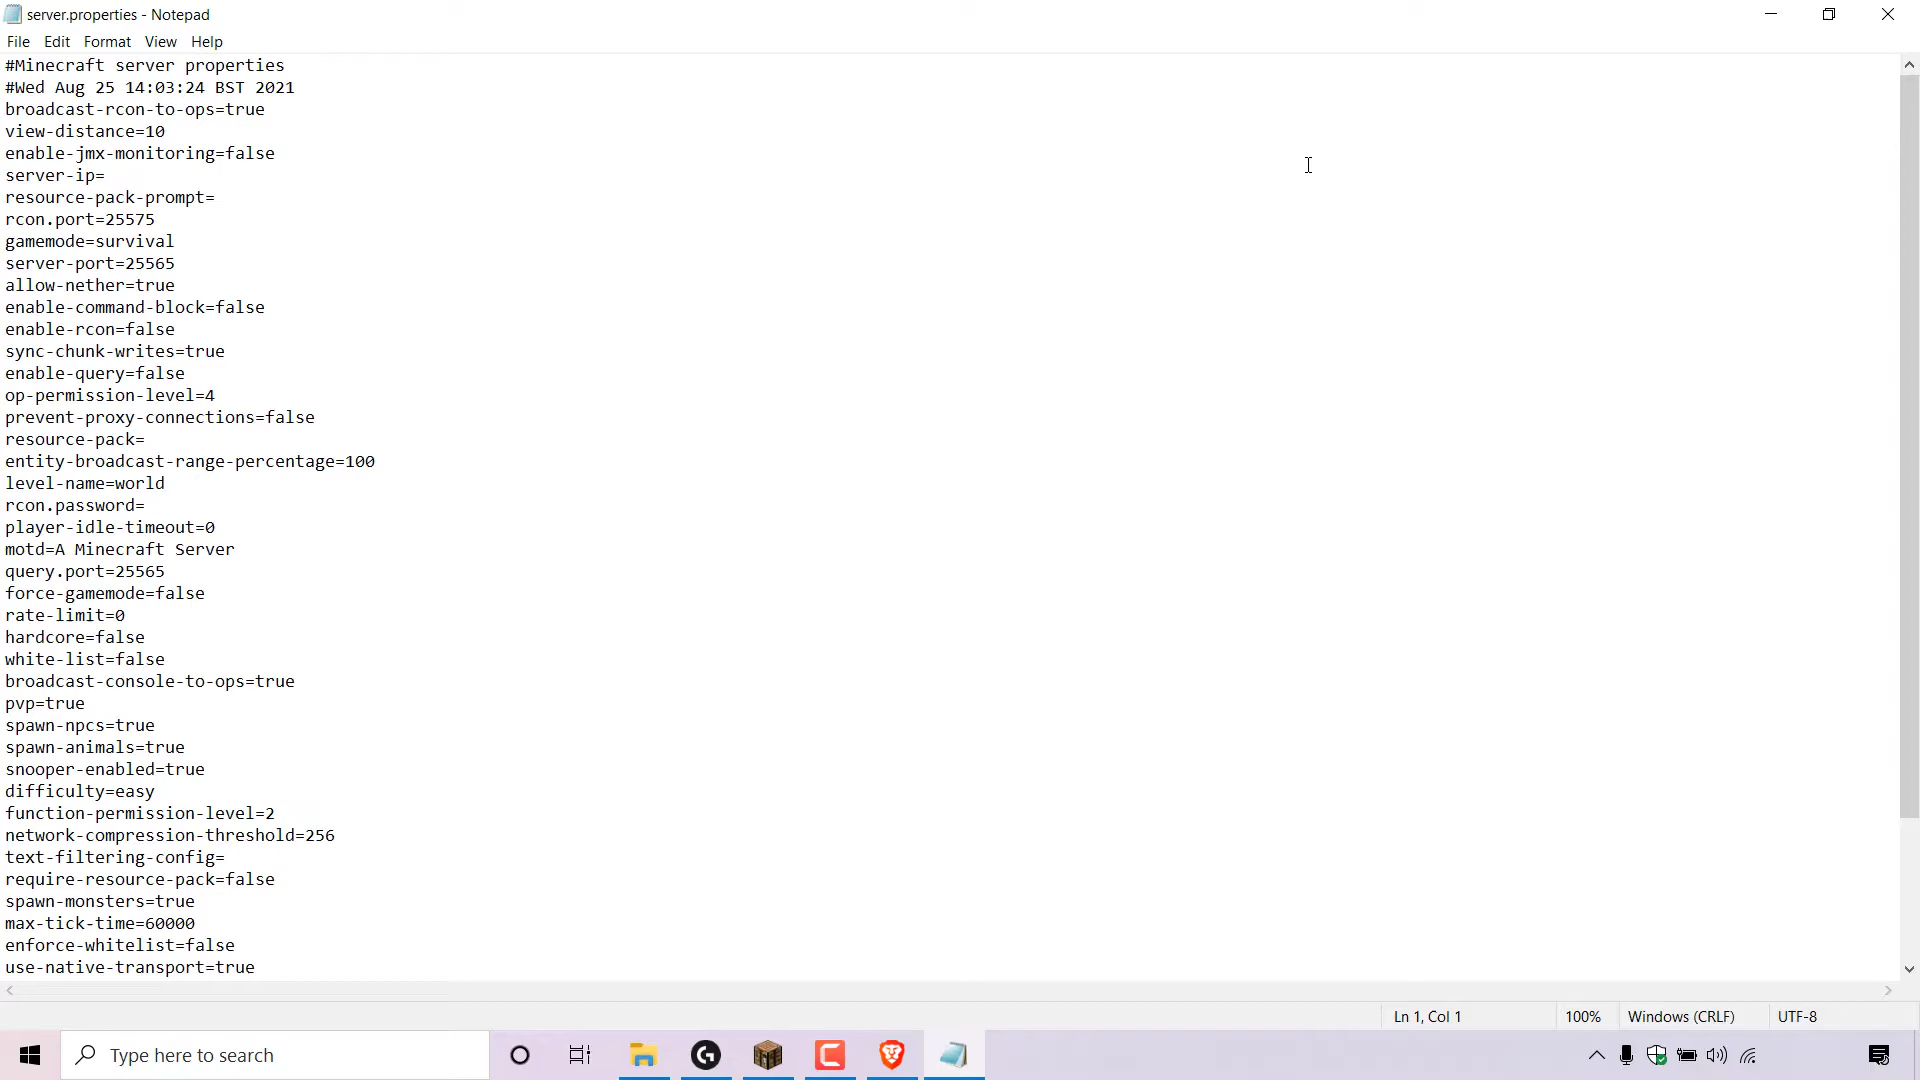 server.properties - Notepad
File Edit Format View Help
#Minecraft server properties
#Wed Aug 25 14:03:24 BST 2021
broadcast-rcon-to-ops=true
view-distance=10
enable-jmx-monitoring=false
server-ip=
resource-pack-prompt=
rcon.port=25575
gamemode=survival
server-port=25565
allow-nether=true
enable-command-block=false
enable-rcon=false
sync-chunk-writes=true
enable-query=false
op-permission-level=4
prevent-proxy-connections=false
resource-pack=
entity-broadcast-range-percentage=100
level-name=world
rcon.password=
player-idle-timeout=0
motd=A Minecraft Server
query.port=25565
force-gamemode=false
rate-limit=0
hardcore=false
white-list=false
broadcast-console-to-ops=true
pvp=true
spawn-npcs=true
spawn-animals=true
snooper-enabled=true
difficulty=easy
function-permission-level=2
network-compression-threshold=256
text-filtering-config=
require-resource-pack=false
spawn-monsters=true
max-tick-time=60000
enforce-whitelist=false
use-native-transport=true
Ln 1, Col 1 100% Windows (CRLF) UTF-8
Type here to search